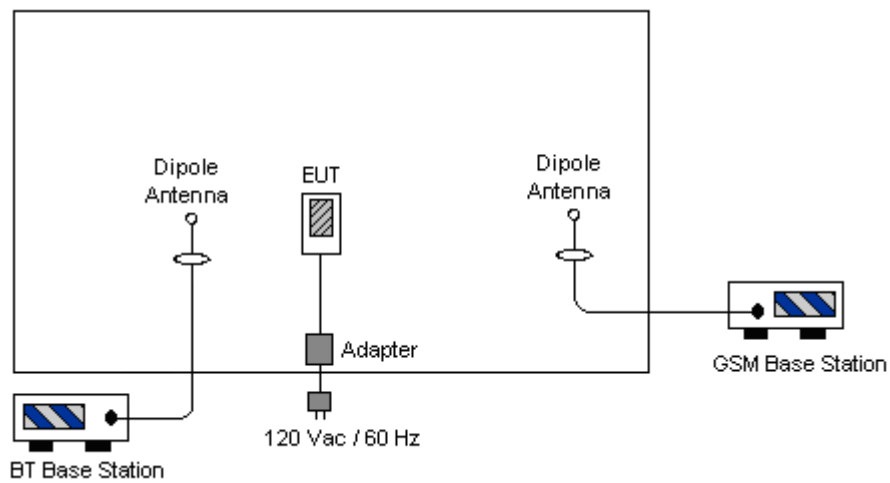 Dipole
Antenna
EUT
Dipole
Antenna
Adapter
GSM Base Station
120 Vac / 60 Hz
BT Base Station